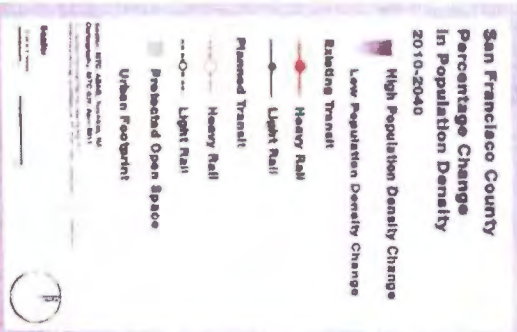 San Francisco County
Percentage Change
in Population Density
2010-2040
High Population Density Change
Low Population Density Change
Existing Transit
Heavy Rail
Light Rail
Planned Transit
Heavy Rail
Light Rail
Protected Open Space
Urban Footprint